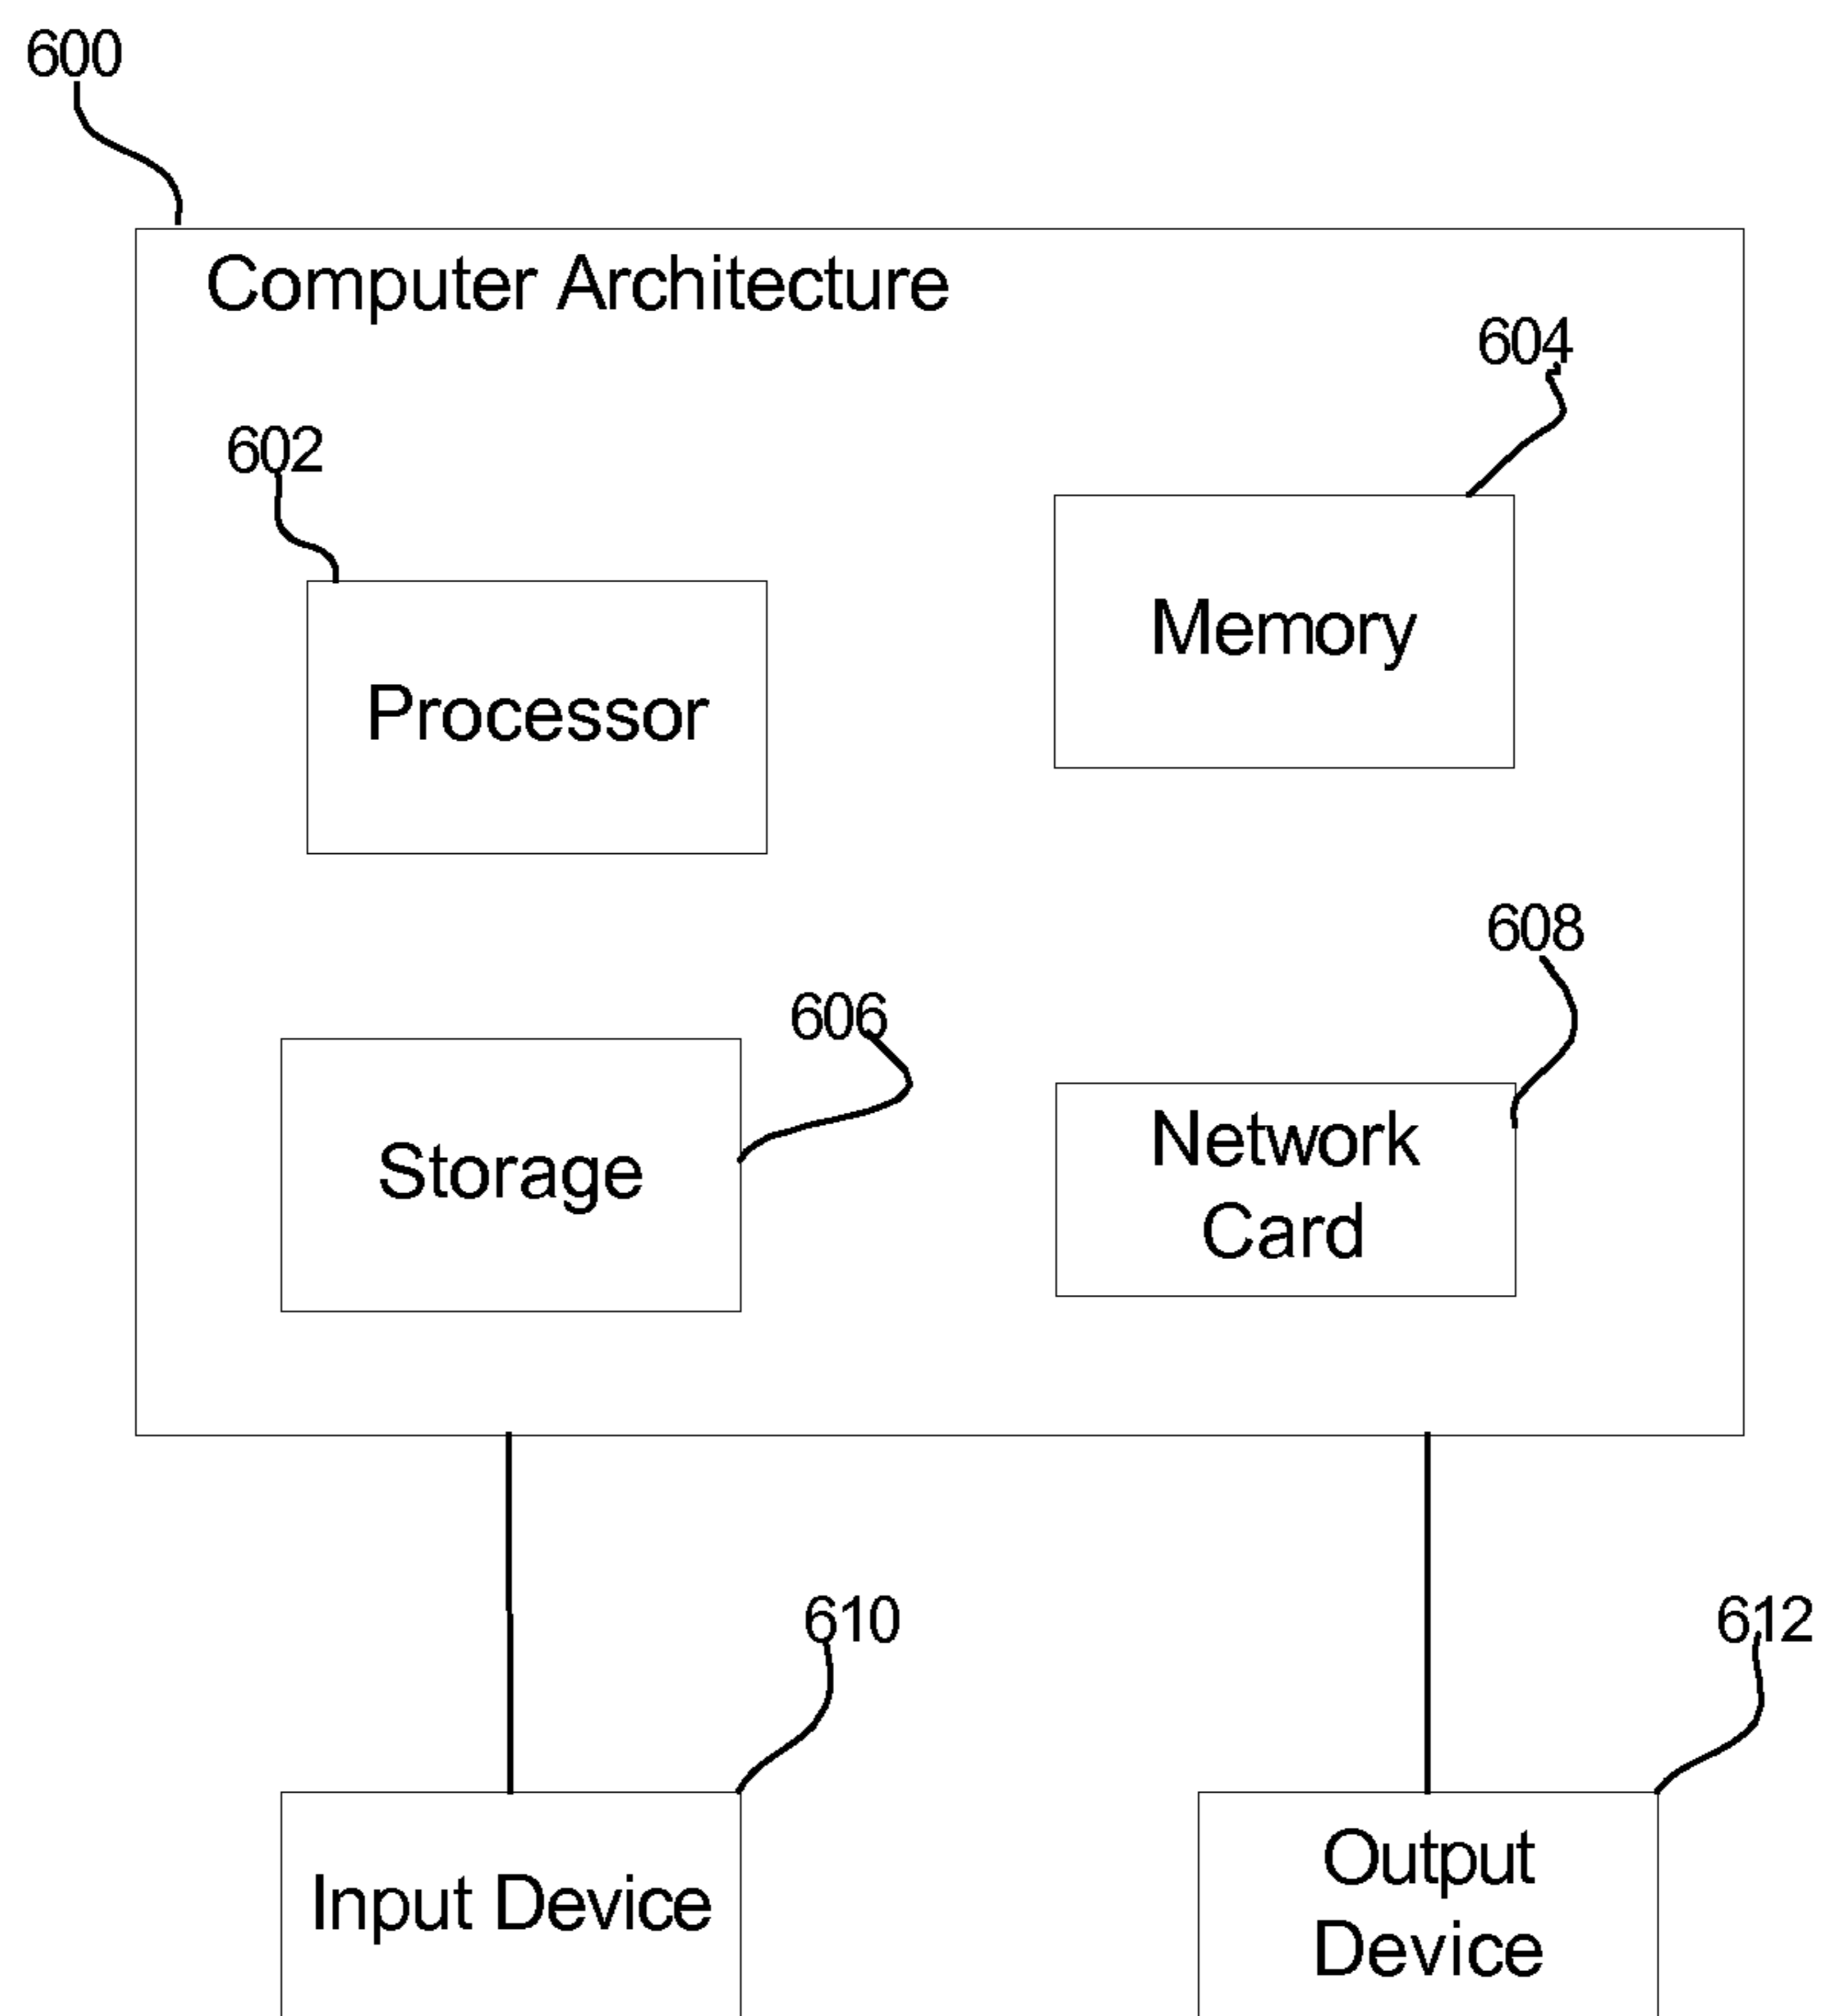 600
Computer Architecture
604
602
Memory
Processor
608
606
Network
Card
Storage
610
612
Input Device
Output
Device